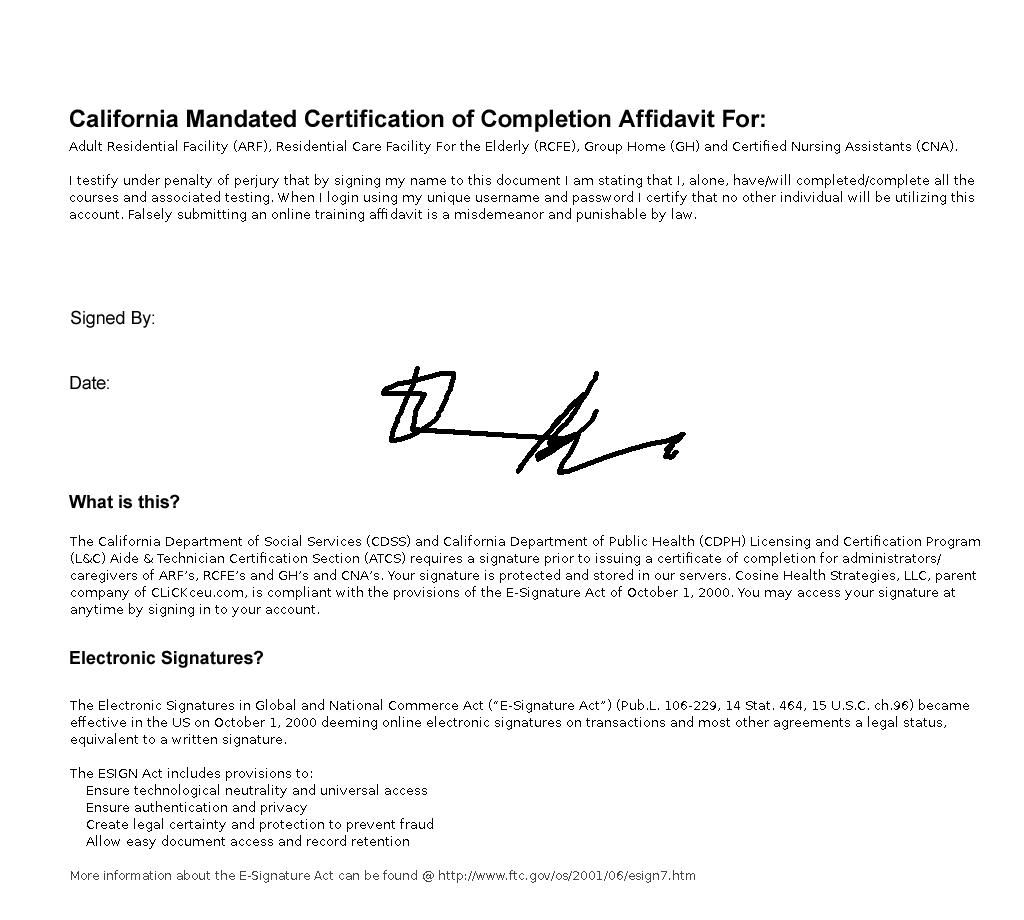 California Mandated Certification of Completion Affidavit For:
Adult Residential Facility (ARF), Residential Care Facility For the Elderly (RCFE), Group Home (GH) and Certified Nursing Assistants (CNA).
I testify under penalty of perjury that by signing my name to this document I am stating that I, alone, have/will completed/complete all the
courses and associated testing. When I login using my unique username and password I certify that no other individual will be utilizing this
account. Falsely submitting an online training affidavit is a misdemeanor and punishable by law.
Signed By:
Date:
What is this?
The California Department of Social Services (CDSS) and California Department of Public Health (CDPH) Licensing and Certification Program
(L&C) Aide & Technician Certification Section (ATCS) requires a signature prior to issuing a certificate of completion for administrators/
caregivers of ARF's, RCFE's and GH's and CNA's. Your signature is protected and stored in our servers. Cosine Health Strategies, LLC, parent
company of CLiCKceu.com, is compliant with the provisions of the E-Signature Act of October 1, 2000. You may access your signature at
anytime by signing in to your account.
Electronic Signatures?
The Electronic Signatures in Global and National Commerce Act (“E-Signature Act”) (Pub.L. 106-229, 14 Stat. 464, 15 U.S.C. ch.96) became
effective in the US on October 1, 2000 deeming online electronic signatures on transactions and most other agreements a legal status,
equivalent to a written signature.
The ESIGN Act includes provisions to:
Ensure technological neutrality and universal access
Ensure authentication and privacy
Create legal certainty and protection to prevent fraud
Allow easy document access and record retention
More information about the E-Signature Act can be found @ http://www.ftc.gov/os/2001/06/esign7.htm